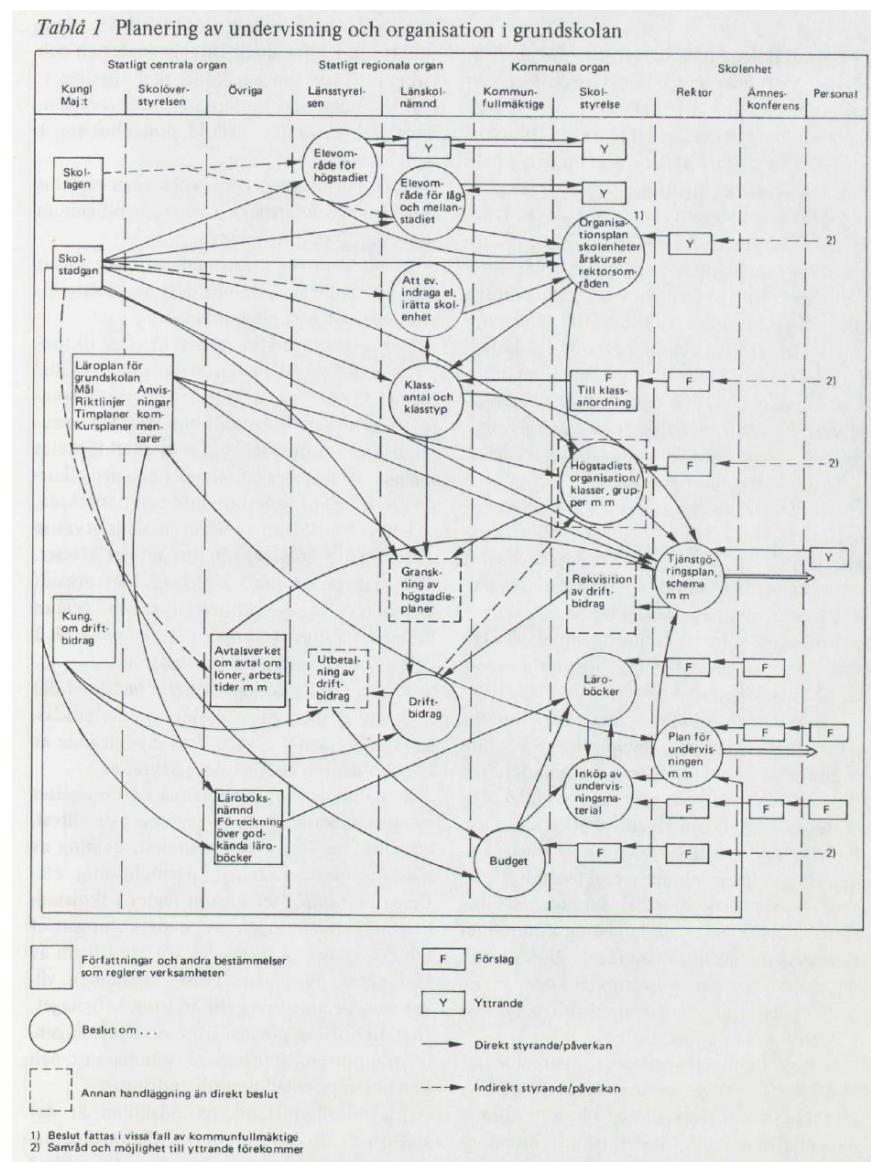 Tablå 1 Planering av undervisning och organisation i grundskolan
Statligt centrala organ
Statligt regionala organ
Kommunala organ
Skolenhet
Kungl
Maj:t
Skolöver-
styrelsen
Övriga
Länsstyrel-
sen
Länskol-
nämnd
Kommun-
fullmäktige
Skol-
styrelse
Rektor
Ämnes-
konferens
Personal
Skol-
lagen
Elevom-
råde för
högstadiet
Y
Y
Elevom-
råde för låg-
och mellan-
stadiet
Y
Skol-
stadgan
Organisa-
tionsplan
skolenheter
årskurser
rektorsom-
råden
1)
Y
2)
Att ev.
indraga el.
irätta skol-
enhet
Läroplan för
grundskolan
Mål
Riktlinjer
Timplaner
Kursplaner
Anvis-
ningar
kom-
mentarer
Klass-
antal och
klasstyp
F
Till klass-
anordning
F
2)
Högstadiets
organisation/
klasser, grup-
per m m
F
2)
Gransk-
ning av
högstadie-
planer
Rekvisition
av drift-
bidrag
Tjänstgö-
ringsplan,
schema
m m
Y
Kung.
om drift-
bidrag
Avtalsverket
om avtal om
löner, arbets-
tider m m
Utbetal-
ning av
drift-
bidrag
Drift-
bidrag
Läro-
böcker
F
F
Plan för
undervis-
ningen
m m
F
F
Läroboks-
nämnd
Förteckning
över god-
kända läro-
böcker
Inköp av
undervis-
ningsma-
terial
F
F
F
Budget
F
F
2)
Författningar och andra bestämmelser
som reglerer verksamheten
Beslut om . . .
Annan handläggning än direkt beslut
F Förslag
Y Yttrande
Direkt styrande/påverkan
Indirekt styrande/påverkan
1) Beslut fattas i vissa fall av kommunfullmäktige
2) Samråd och möjlighet till yttrande förekommer